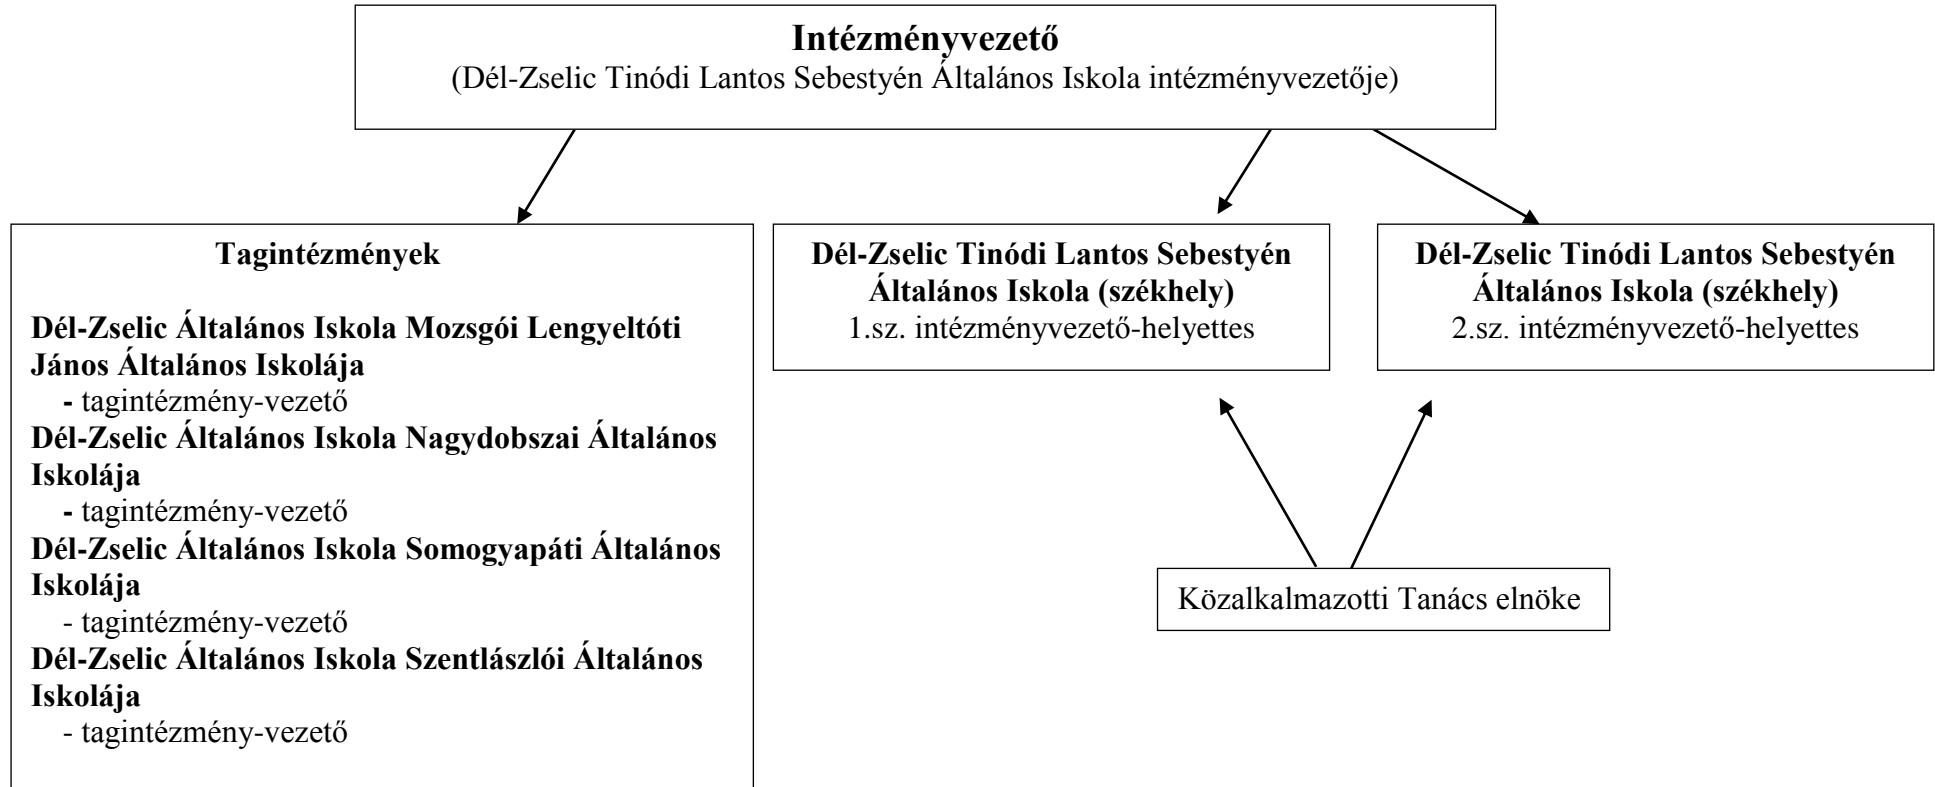 Intézményvezető
(Dél-Zselic Tinódi Lantos Sebestyén Általános Iskola intézményvezetője)
Tagintézmények
Dél-Zselic Általános Iskola Mozsgói Lengyeltóti
János Általános Iskolája
- tagintézmény-vezető
Dél-Zselic Általános Iskola Nagydobszai Általános
Iskolája
- tagintézmény-vezető
Dél-Zselic Általános Iskola Somogyapáti Általános
Iskolája
- tagintézmény-vezető
Dél-Zselic Általános Iskola Szentlászlói Általános
Iskolája
- tagintézmény-vezető
Dél-Zselic Tinódi Lantos Sebestyén
Általános Iskola (székhely)
1.sz. intézményvezető-helyettes
Dél-Zselic Tinódi Lantos Sebestyén
Általános Iskola (székhely)
2.sz. intézményvezető-helyettes
Közalkalmazotti Tanács elnöke